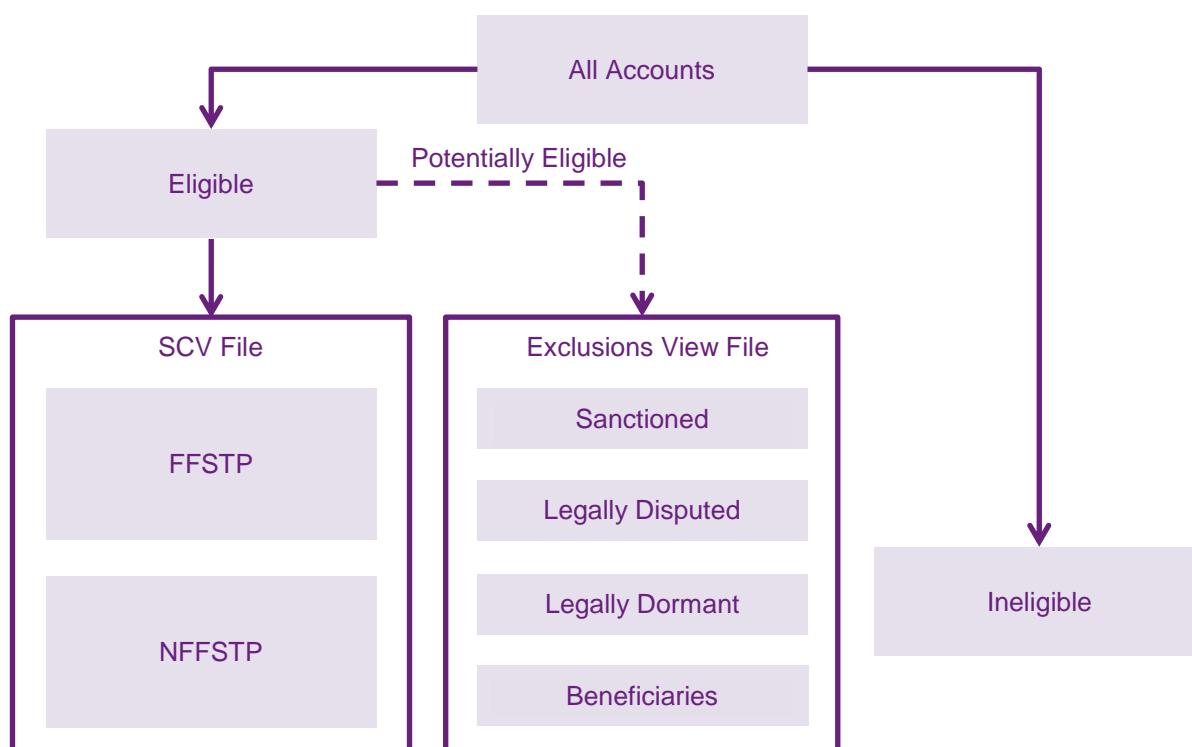 All Accounts
Eligible
Potentially Eligible
SCV File
FFSTP
NFFSTP
Exclusions View File
Sanctioned
Legally Disputed
Legally Dormant
Beneficiaries
Ineligible